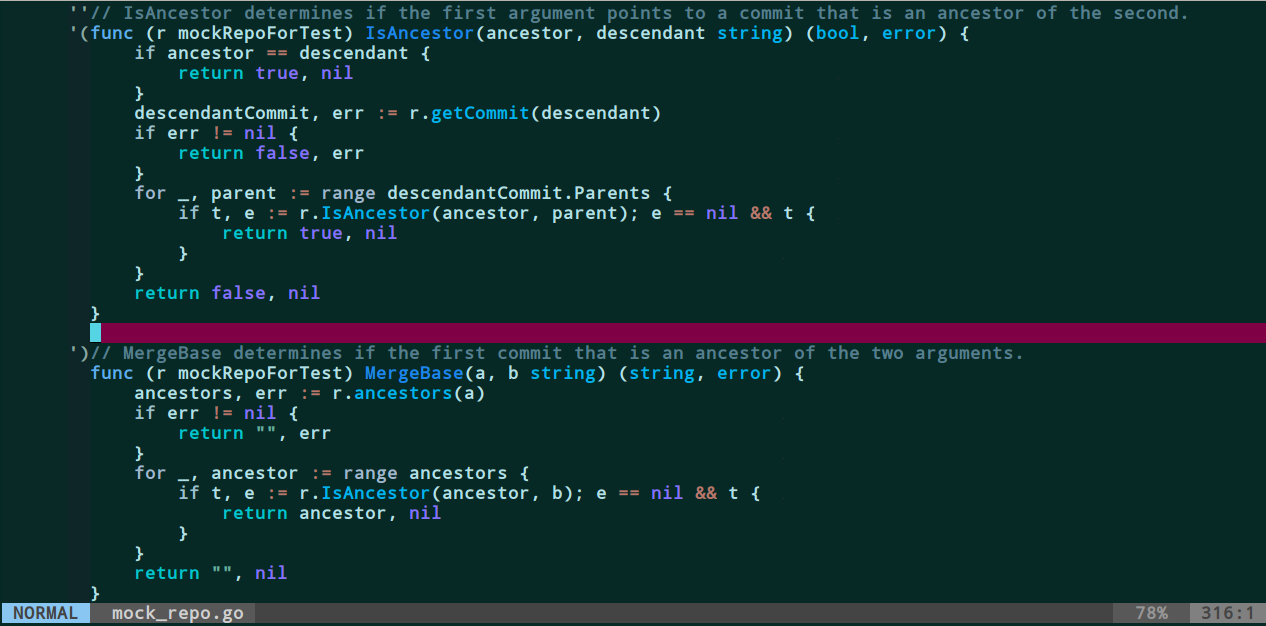 ''// IsAncestor determines if the first argument points to a commit that is an ancestor of the second.
'(func (r mockRepoForTest) IsAncestor(ancestor, descendant string) (bool, error) {
    if ancestor == descendant {
        return true, nil
    }
    descendantCommit, err := r.getCommit(descendant)
    if err != nil {
        return false, err
    }
    for _, parent := range descendantCommit.Parents {
        if t, e := r.IsAncestor(ancestor, parent); e == nil && t {
            return true, nil
        }
    }
    return false, nil
}
')// MergeBase determines if the first commit that is an ancestor of the two arguments.
func (r mockRepoForTest) MergeBase(a, b string) (string, error) {
    ancestors, err := r.ancestors(a)
    if err != nil {
        return "", err
    }
    for _, ancestor := range ancestors {
        if t, e := r.IsAncestor(ancestor, b); e == nil && t {
            return ancestor, nil
        }
    }
    return "", nil
}
NORMAL mock_repo.go 78% 316:1